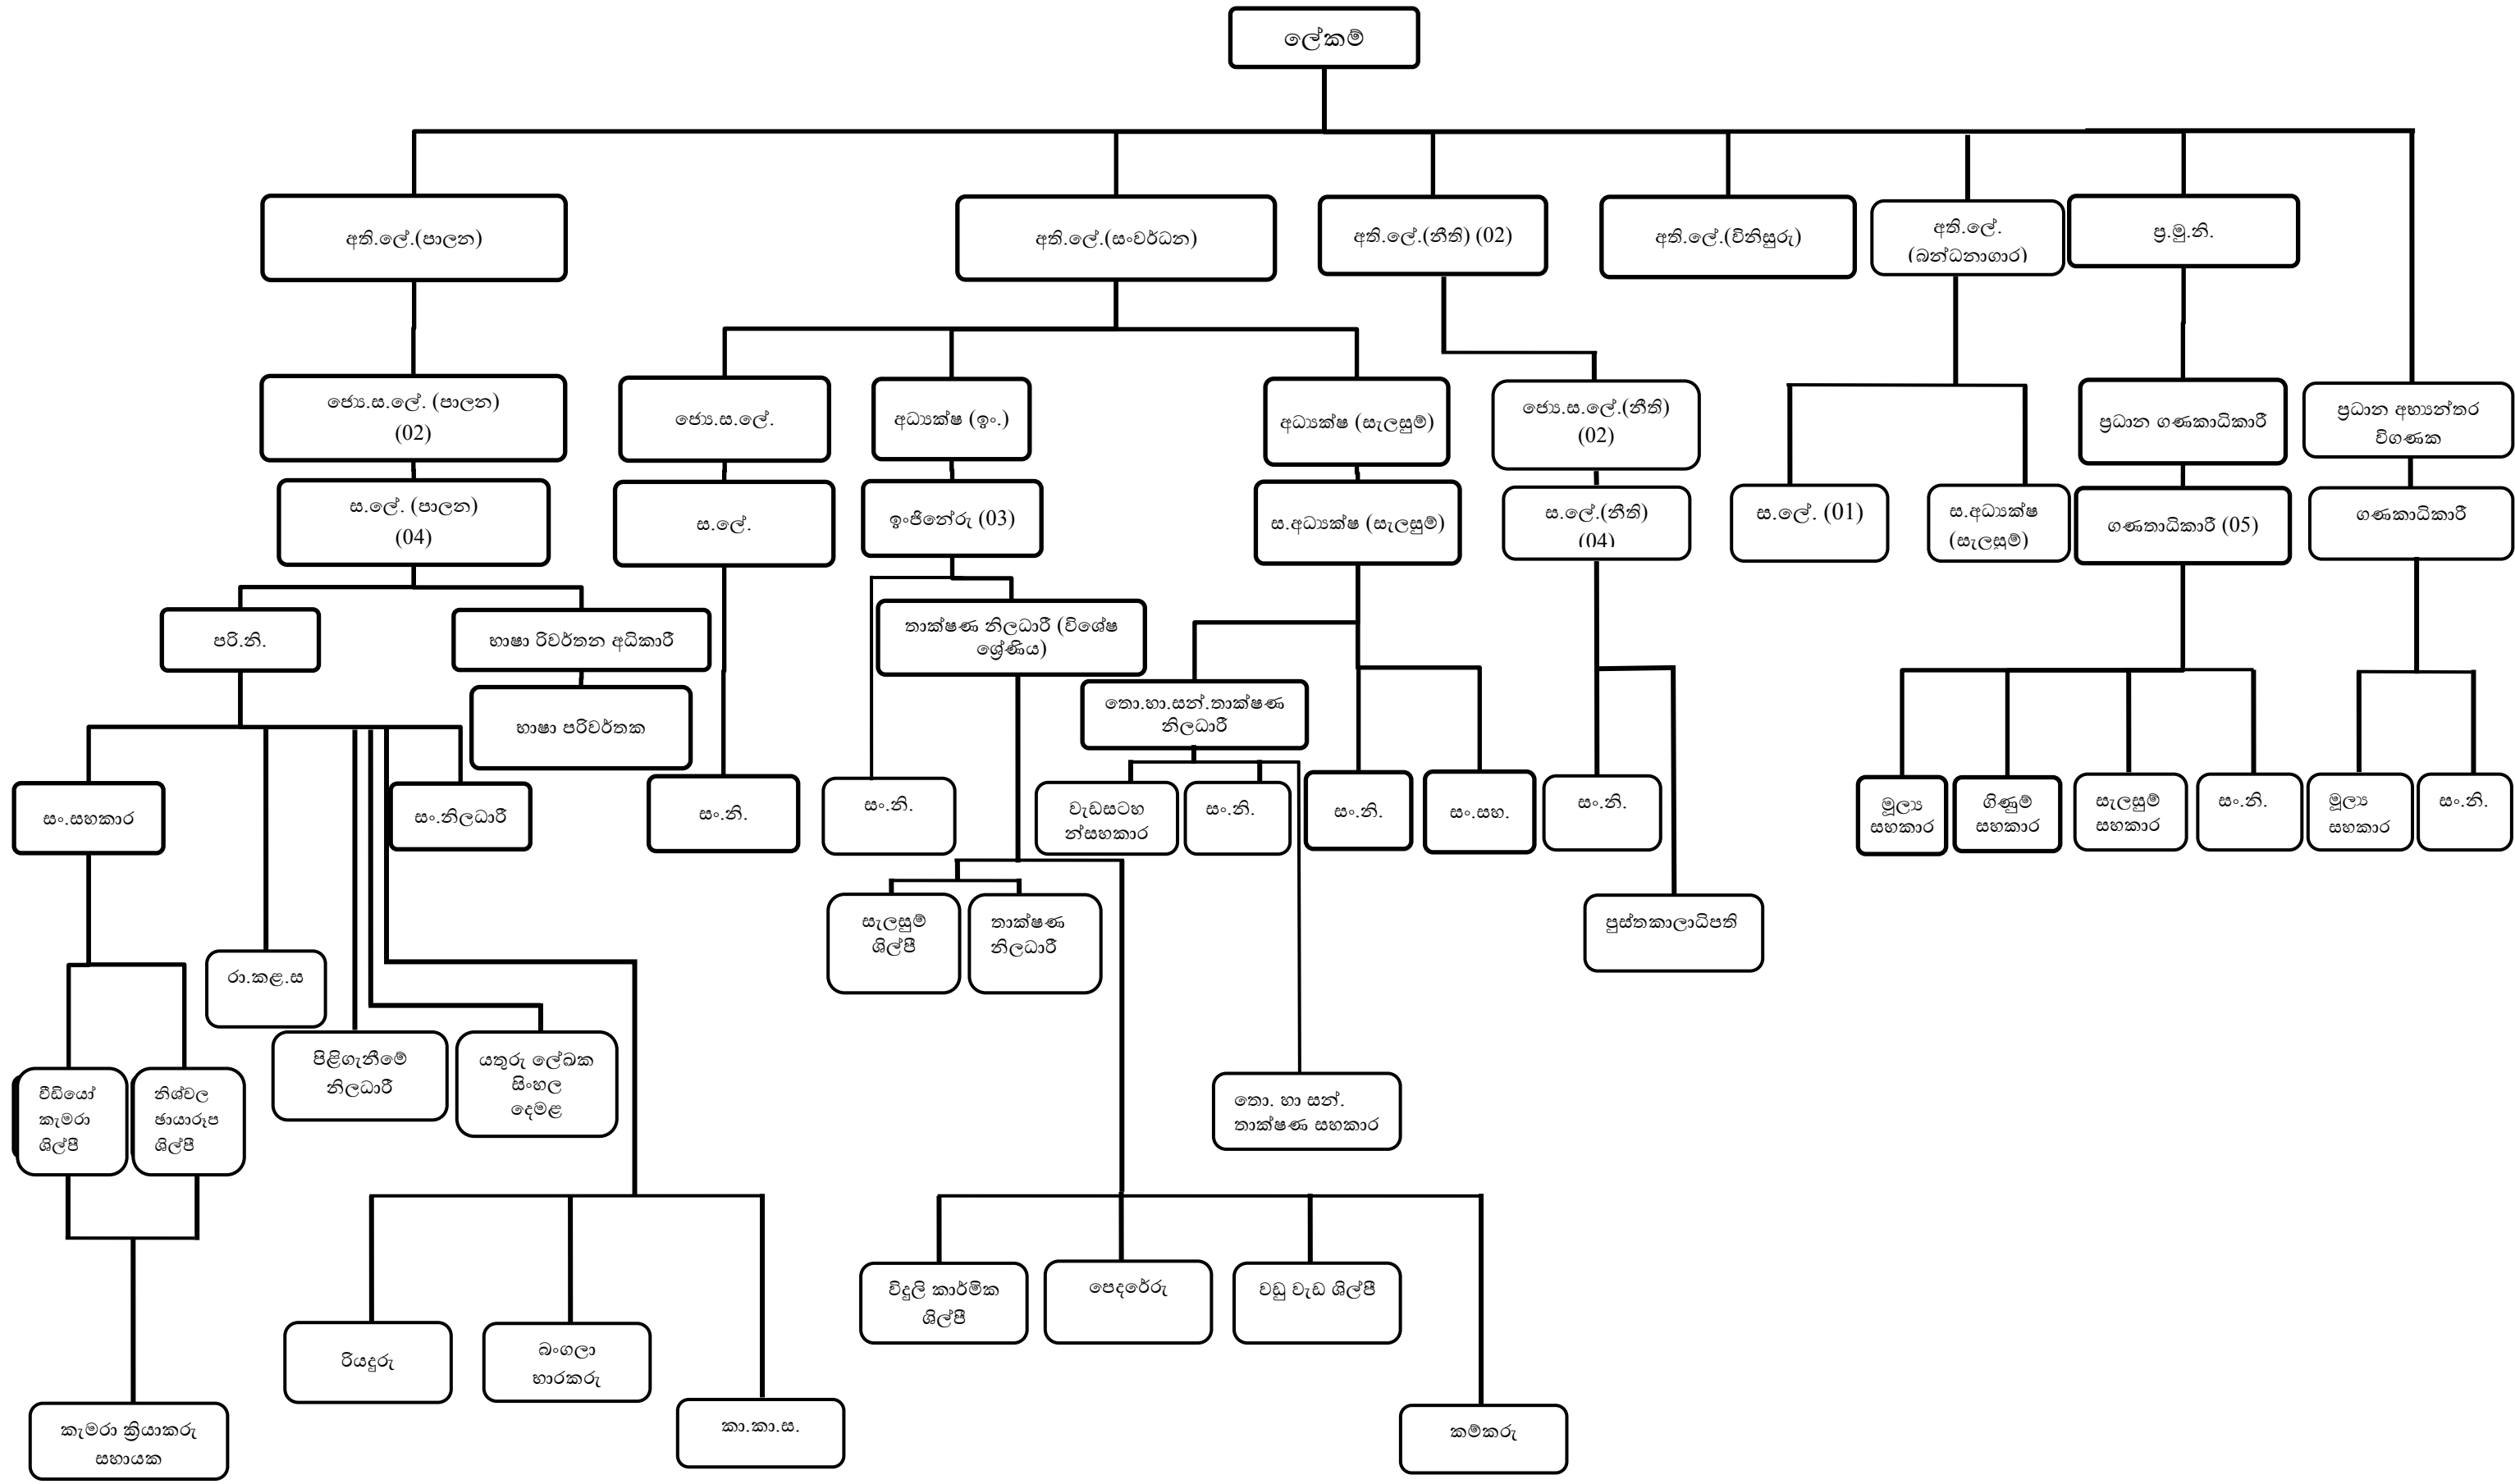 ලේකම්
අති.ලේ.(පාලන)
අති.ලේ.(සංවර්ධන)
අති.ලේ.(නීති) (02)
අති.ලේ.(විනිසුරු)
අති.ලේ.
(බන්ධනාගාර)
ප්‍ර.මු.නි.
ජ්‍යෙ.ස.ලේ. (පාලන)
(02)
ජ්‍යෙ.ස.ලේ.
අධ්‍යක්ෂ (ඉං.)
අධ්‍යක්ෂ (සැලසුම්)
ජ්‍යෙ.ස.ලේ.(නීති)
(02)
ප්‍රධාන ගණකාධිකාරී
ප්‍රධාන අභ්‍යන්තර
විගණක
ස.ලේ. (පාලන)
(04)
ස.ලේ.
ඉංජිනේරු (03)
ස.අධ්‍යක්ෂ (සැලසුම්)
ස.ලේ.(නීති)
(04)
ස.ලේ. (01)
ස.අධ්‍යක්ෂ
(සැලසුම්)
ගණතාධිකාරී (05)
ගණකාධිකාරී
පරි.නි.
භාෂා රිවර්තන අධිකාරී
තාක්ෂණ නිලධාරී (විශේෂ
ශ්‍රේණිය)
භාෂා පරිවර්තක
තො.හා.සන්.තාක්ෂණ
නිලධාරී
සං.සහකාර
සං.නිලධාරී
සං.නි.
සං.නි.
වැඩසටහ
න්සහකාර
සං.නි.
සං.නි.
සං.සහ.
සං.නි.
මූල්‍ය
සහකාර
ගිණුම්
සහකාර
සැලසුම්
සහකාර
සං.නි.
මූල්‍ය
සහකාර
සං.නි.
සැලසුම්
ශිල්පී
තාක්ෂණ
නිලධාරී
පුස්තකාලාධිපති
රා.කළ.ස
පිළිගැනීමේ
නිලධාරී
යතුරු ලේඛක
සිංහල
දෙමළ
වීඩියෝ
කැමරා
ශිල්පී
නිශ්චල
ඡායාරූප
ශිල්පී
තො. හා සන්.
තාක්ෂණ සහකාර
විදුලි කාර්මික
ශිල්පී
පෙදරේරු
වඩු වැඩ ශිල්පී
රියදුරු
බංගලා
භාරකරු
කා.කා.ස.
කම්කරු
කැමරා ක්‍රියාකරු
සහායක